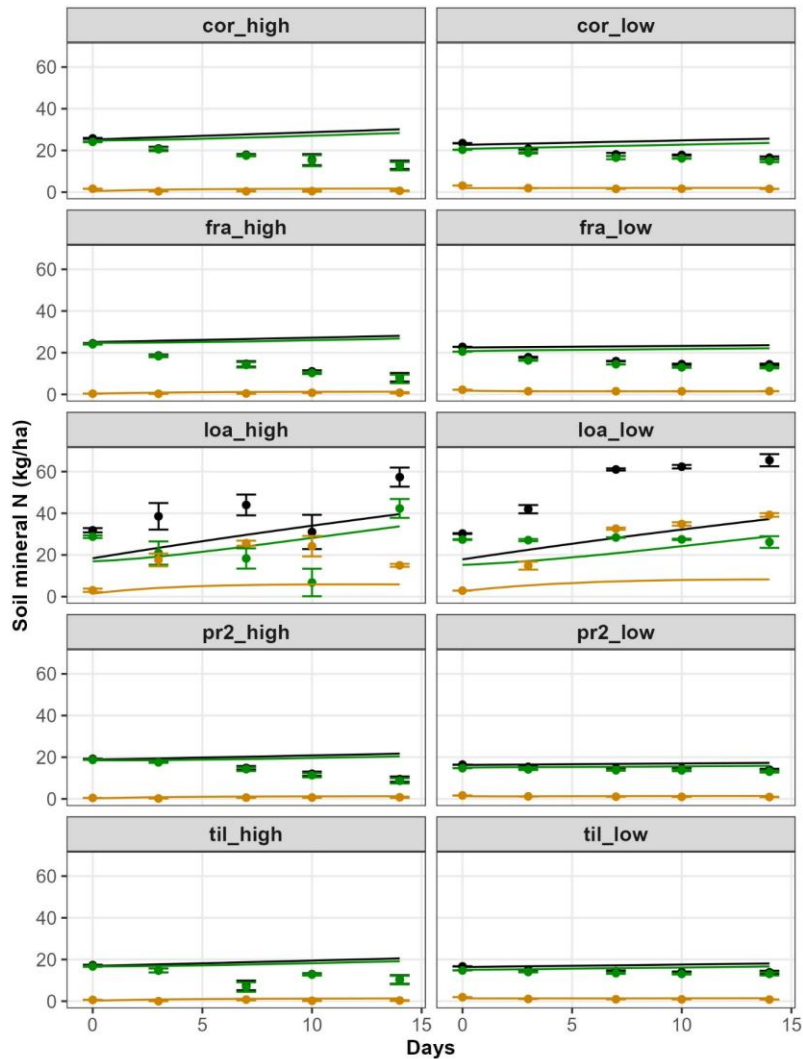 cor_high cor_low
60
40
20
0
fra_high fra_low
60
40
20
0
loa_high loa_low
60
40
20
0
Soil mineral N (kg/ha)
pr2_high pr2_low
60
40
20
0
til_high til_low
60
40
20
0
0 5 10 15 0 5 10 15
Days